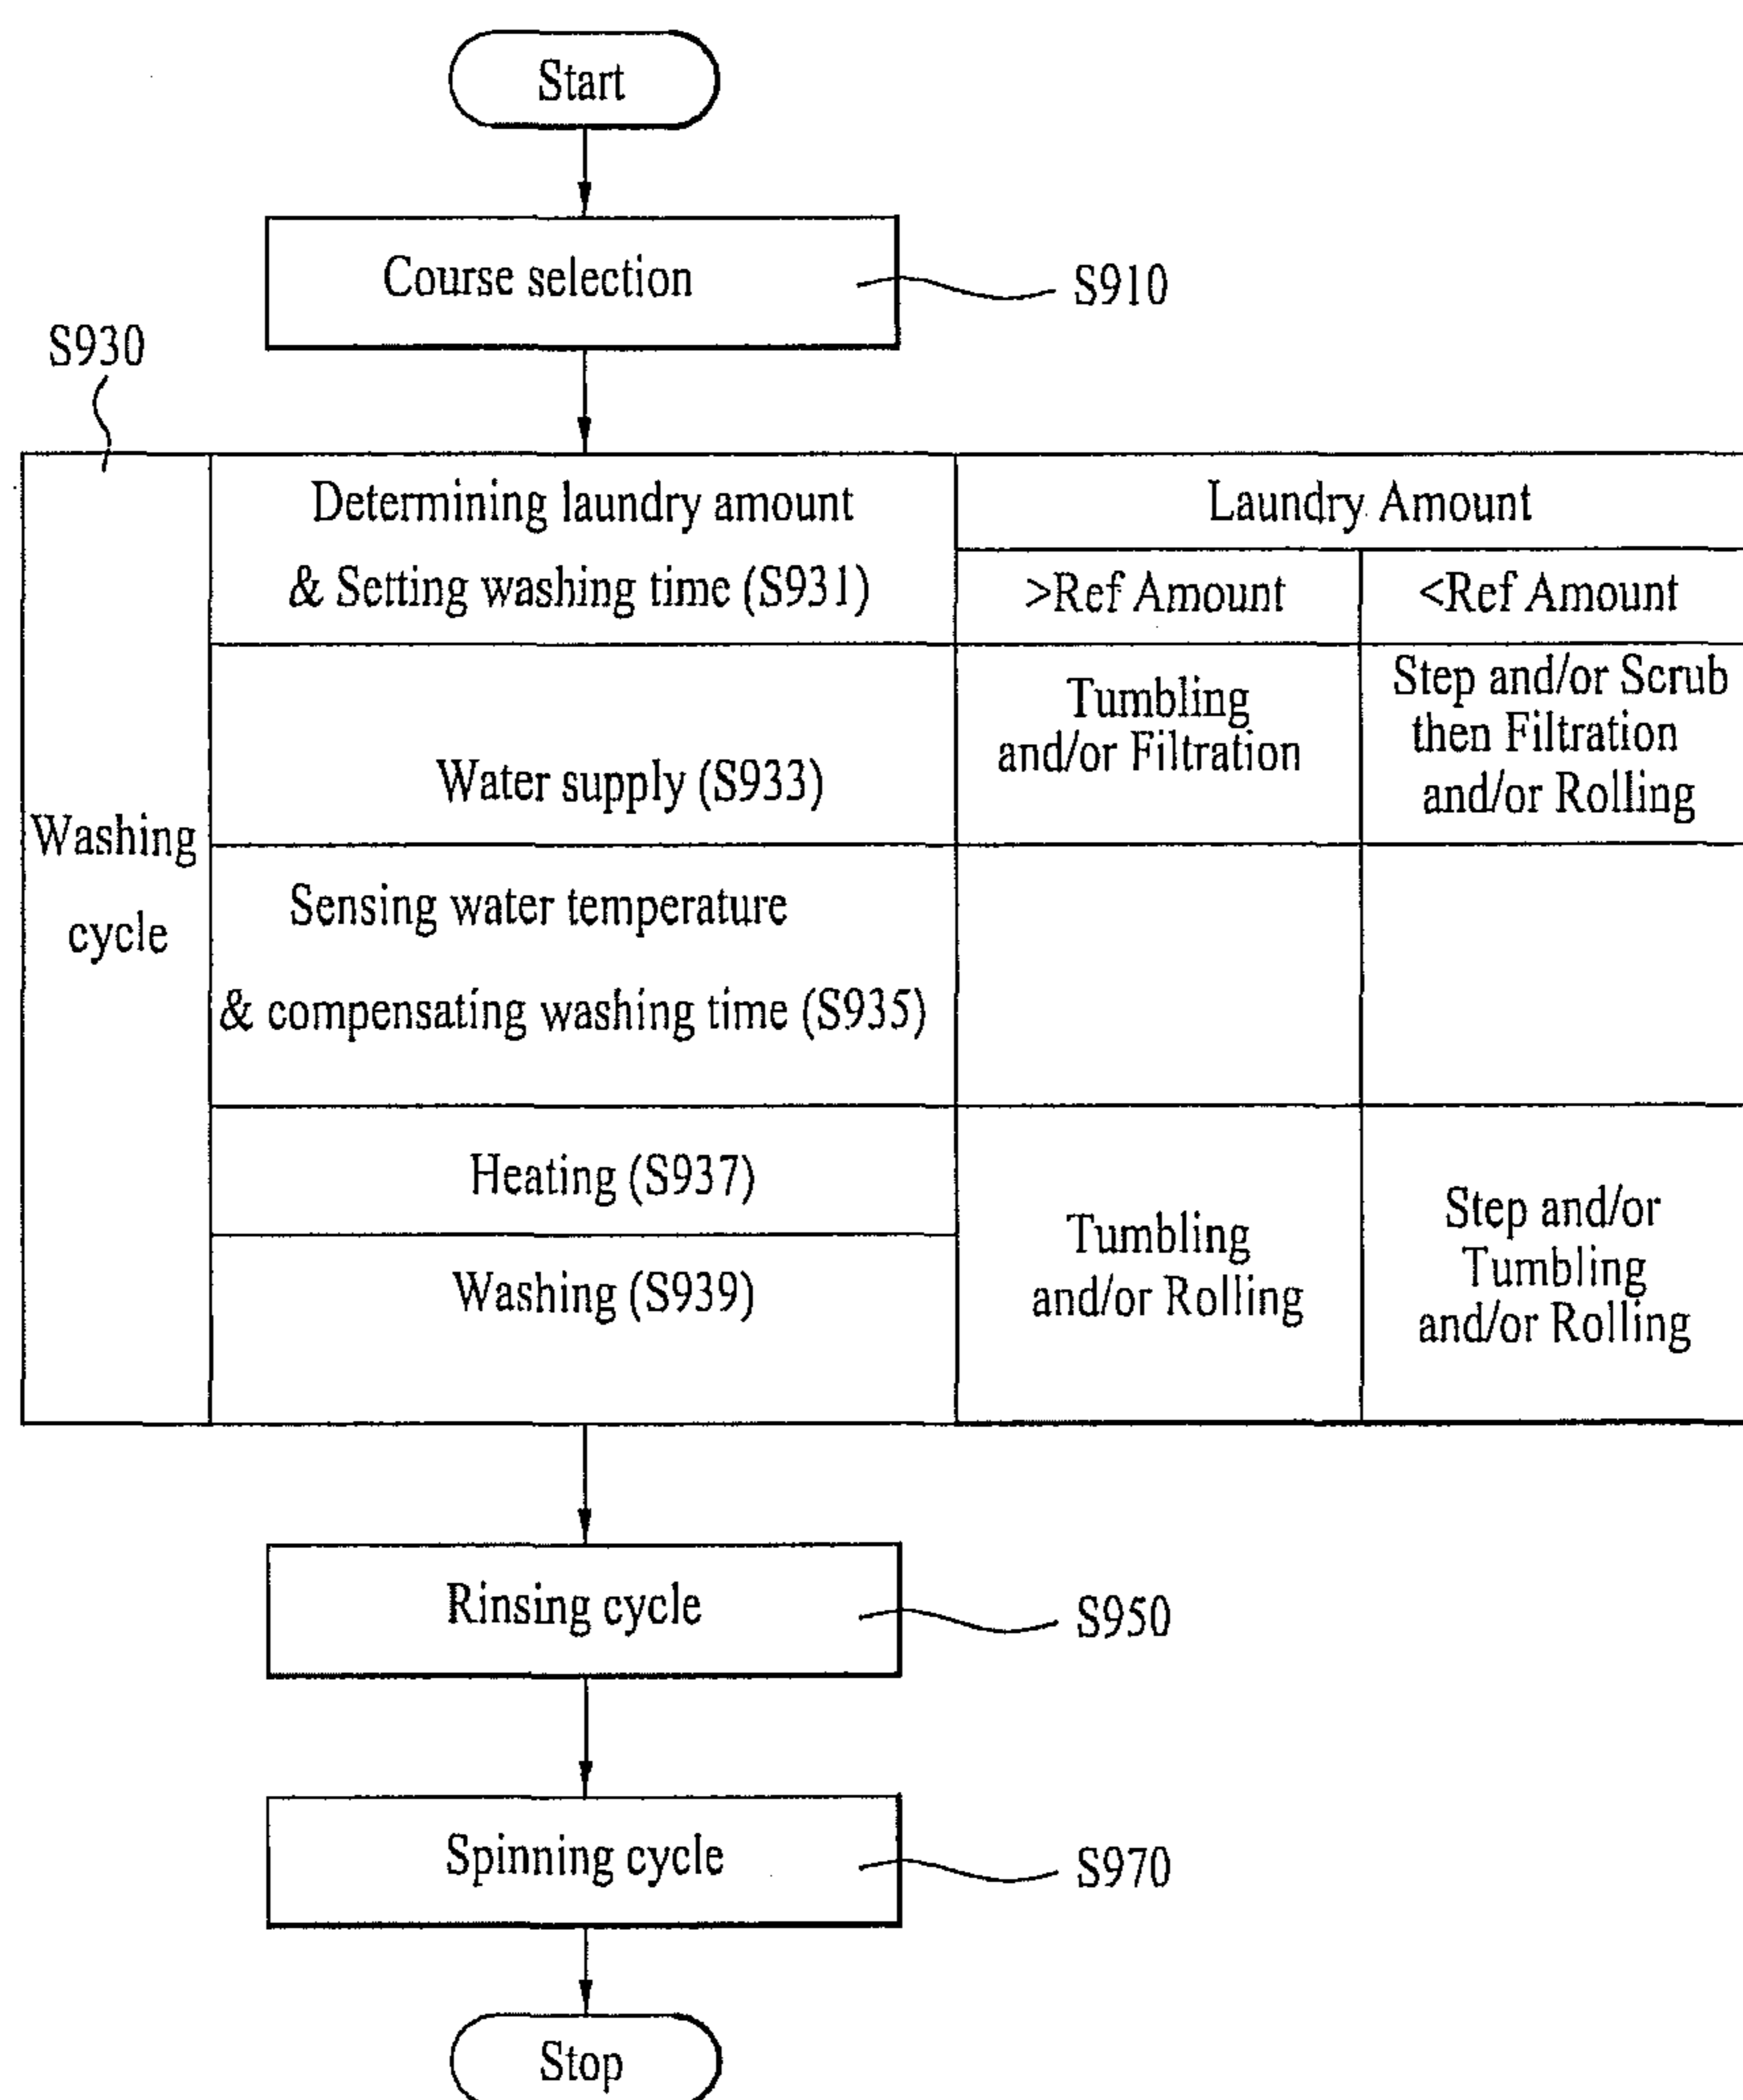 Start
Course selection
S910
S930
Determining laundry amount
& Setting washing time (S931)
Laundry Amount
>Ref Amount
<Ref Amount
Water supply (S933)
Tumbling
and/or Filtration
Step and/or Scrub
then Filtration
and/or Rolling
Washing
cycle
Sensing water temperature
& compensating washing time (S935)
Heating (S937)
Washing (S939)
Tumbling
and/or Rolling
Step and/or
Tumbling
and/or Rolling
Rinsing cycle
S950
Spinning cycle
S970
Stop